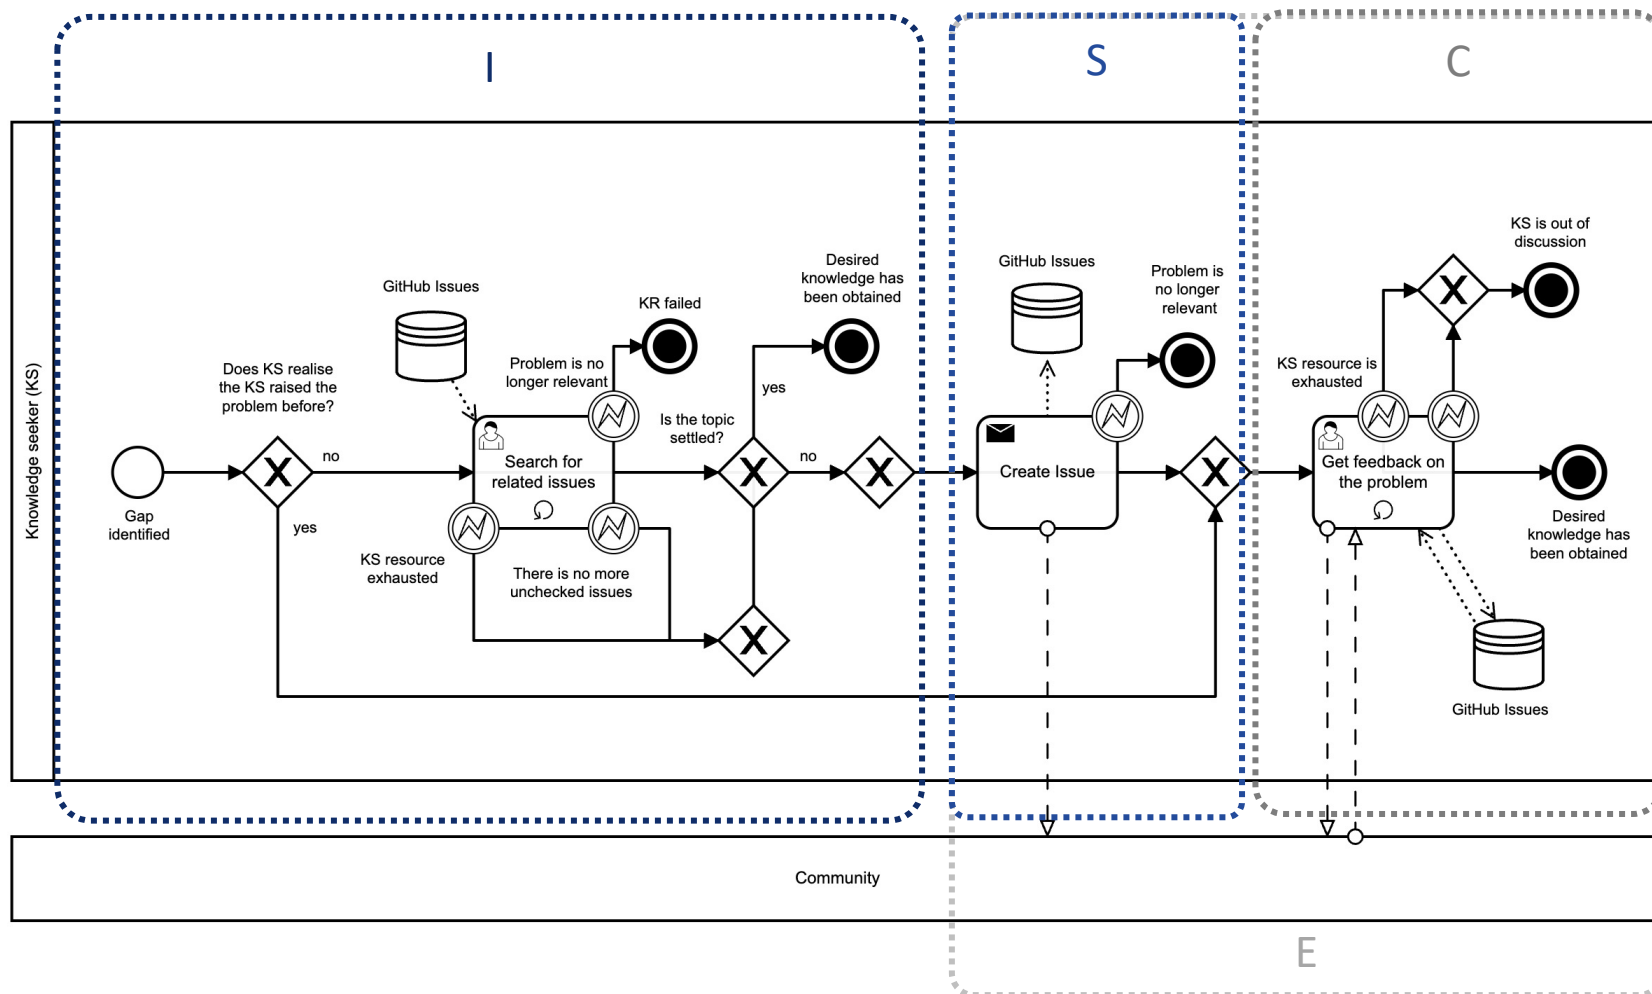 I
S
C
Knowledge seeker (KS)
Gap
identified
Does KS realise
the KS raised the
problem before?
no
yes
GitHub Issues
Search for
related issues
Problem is no
longer relevant
KR failed
KS resource
exhausted
There is no more
unchecked issues
Is the topic
settled?
yes
no
Desired
knowledge has
been obtained
GitHub Issues
Create Issue
Problem is
no longer
relevant
KS resource is
exhausted
Get feedback on
the problem
KS is out of
discussion
Desired
knowledge has
been obtained
GitHub Issues
Community
E